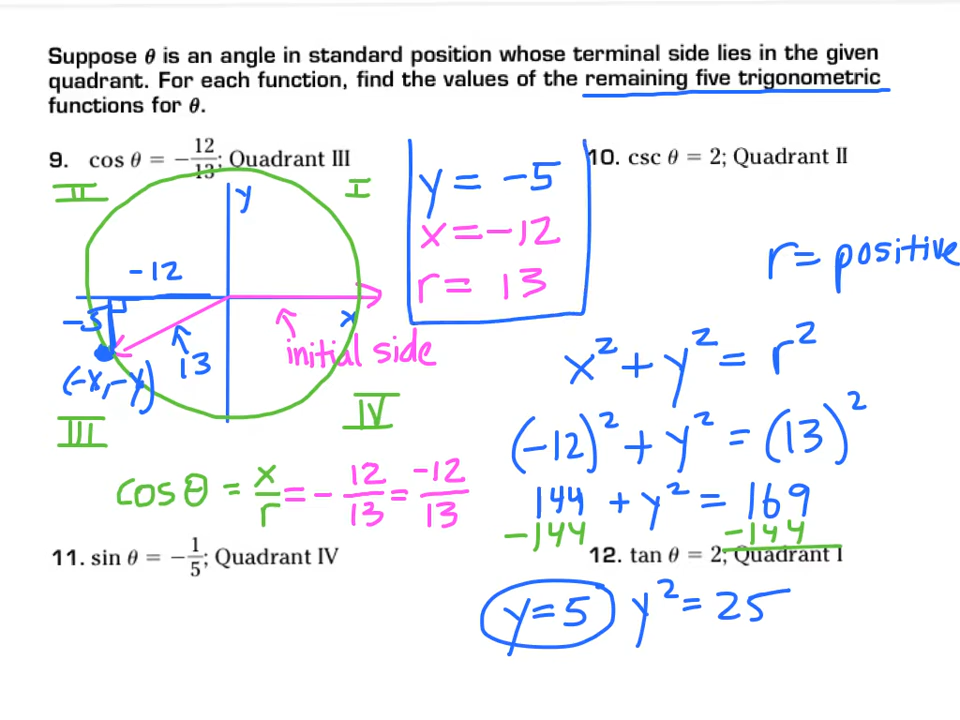 Suppose θ is an angle in standard position whose terminal side lies in the given
quadrant. For each function, find the values of the remaining five trigonometric
functions for θ.
9. cos θ = -12/13; Quadrant III
10. csc θ = 2; Quadrant II
II
I
y
y = -5
x = -12
r = 13
r = positive
-12
-5
x
13
initial side
(-x, -y)
III
IV
x² + y² = r²
(-12)² + y² = (13)²
144 + y² = 169
-144 -144
cos θ = x/r = - 12/13 = -12/13
11. sin θ = -1/5; Quadrant IV
12. tan θ = 2; Quadrant I
y = 5 y² = 25